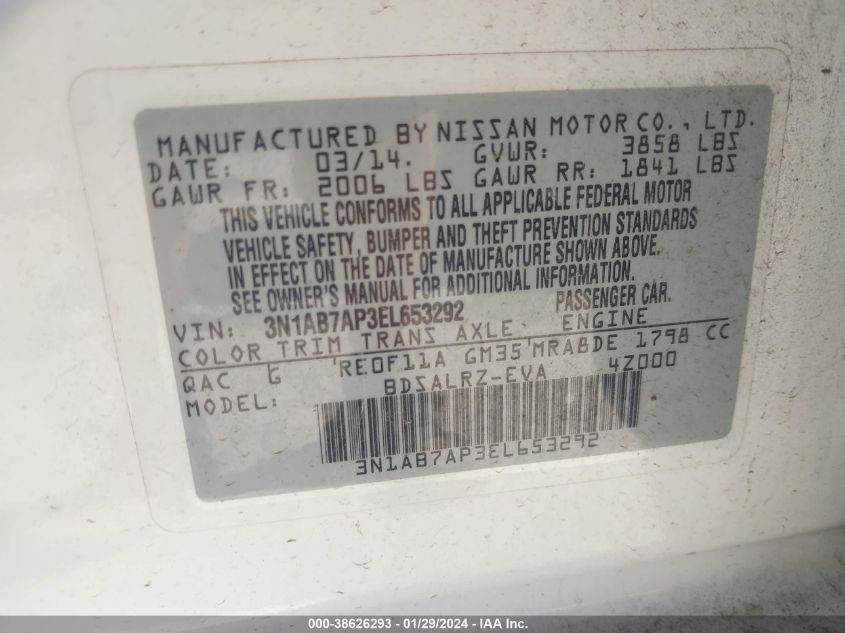 MANUFACTURED BY NISSAN MOTOR CO., LTD.
DATE: 03/14. GVWR: 3858 LBS
GAWR FR: 2006 LBS GAWR RR: 1841 LBS
THIS VEHICLE CONFORMS TO ALL APPLICABLE FEDERAL MOTOR
VEHICLE SAFETY, BUMPER AND THEFT PREVENTION STANDARDS
IN EFFECT ON THE DATE OF MANUFACTURE SHOWN ABOVE.
SEE OWNER'S MANUAL FOR ADDITIONAL INFORMATION.
VIN: 3N1AB7AP3EL653292 PASSENGER CAR.
COLOR TRIM TRANS AXLE ENGINE
QAC G RE0F11A GM35 MRA8DE 1798 CC
MODEL: BDSALRZ-EVA 4Z000
3N1AB7AP3EL653292
000-38626293 - 01/29/2024 - IAA Inc.